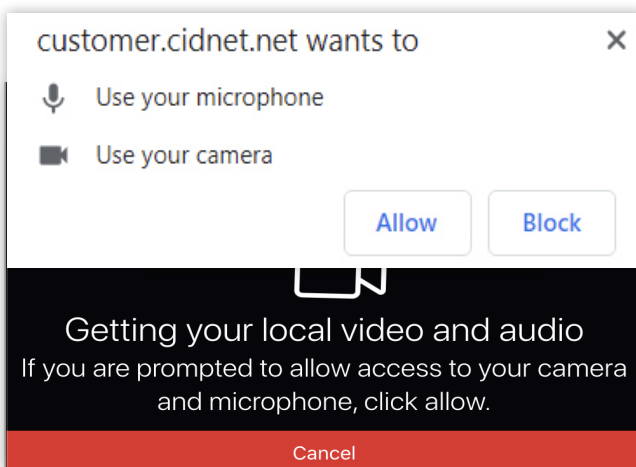 customer.cidnet.net wants to
Use your microphone
Use your camera
Allow Block
Getting your local video and audio
If you are prompted to allow access to your camera
and microphone, click allow.
Cancel